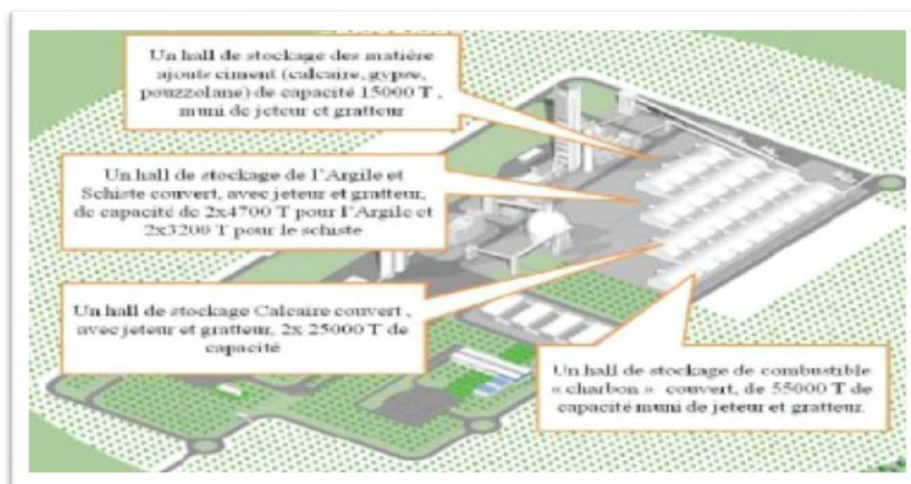 Un hall de stockage des matière
ajouts ciment (calcaire, gypse,
pouzzolane) de capacité 15000 T ,
muni de jeteur et gratteur
Un hall de stockage de l’Argile et
Schiste couvert, avec jeteur et gratteur,
de capacité de 2x4700 T pour l’Argile et
2x3200 T pour le schiste
Un hall de stockage Calcaire couvert ,
avec jeteur et gratteur, 2x 25000 T de
capacité
Un hall de stockage de combustible
« charbon » couvert, de 55000 T de
capacité muni de jeteur et gratteur.